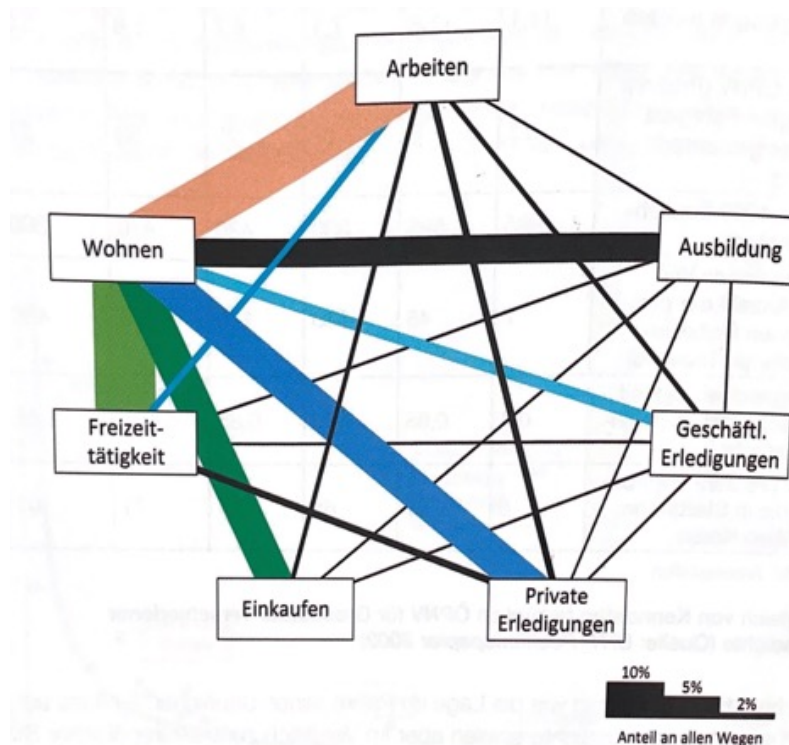 Arbeiten
Wohnen
Ausbildung
Freizeit-
tätigkeit
Geschäftl.
Erledigungen
Einkaufen
Private
Erledigungen
10%
5%
2%
Anteil an allen Wegen